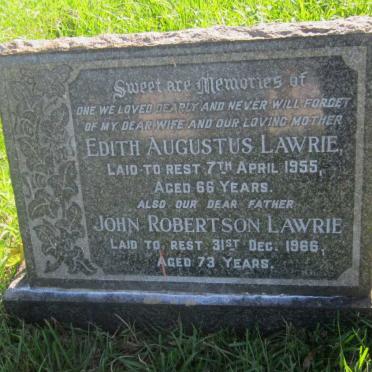 Sweet are Memories of
ONE WE LOVED DEARLY AND NEVER WILL FORGET
OF MY DEAR WIFE AND OUR LOVING MOTHER
EDITH AUGUSTUS LAWRIE,
LAID TO REST 7TH APRIL 1955,
AGED 66 YEARS.
ALSO OUR DEAR FATHER
JOHN ROBERTSON LAWRIE
LAID TO REST 31ST DEC. 1966,
AGED 73 YEARS.